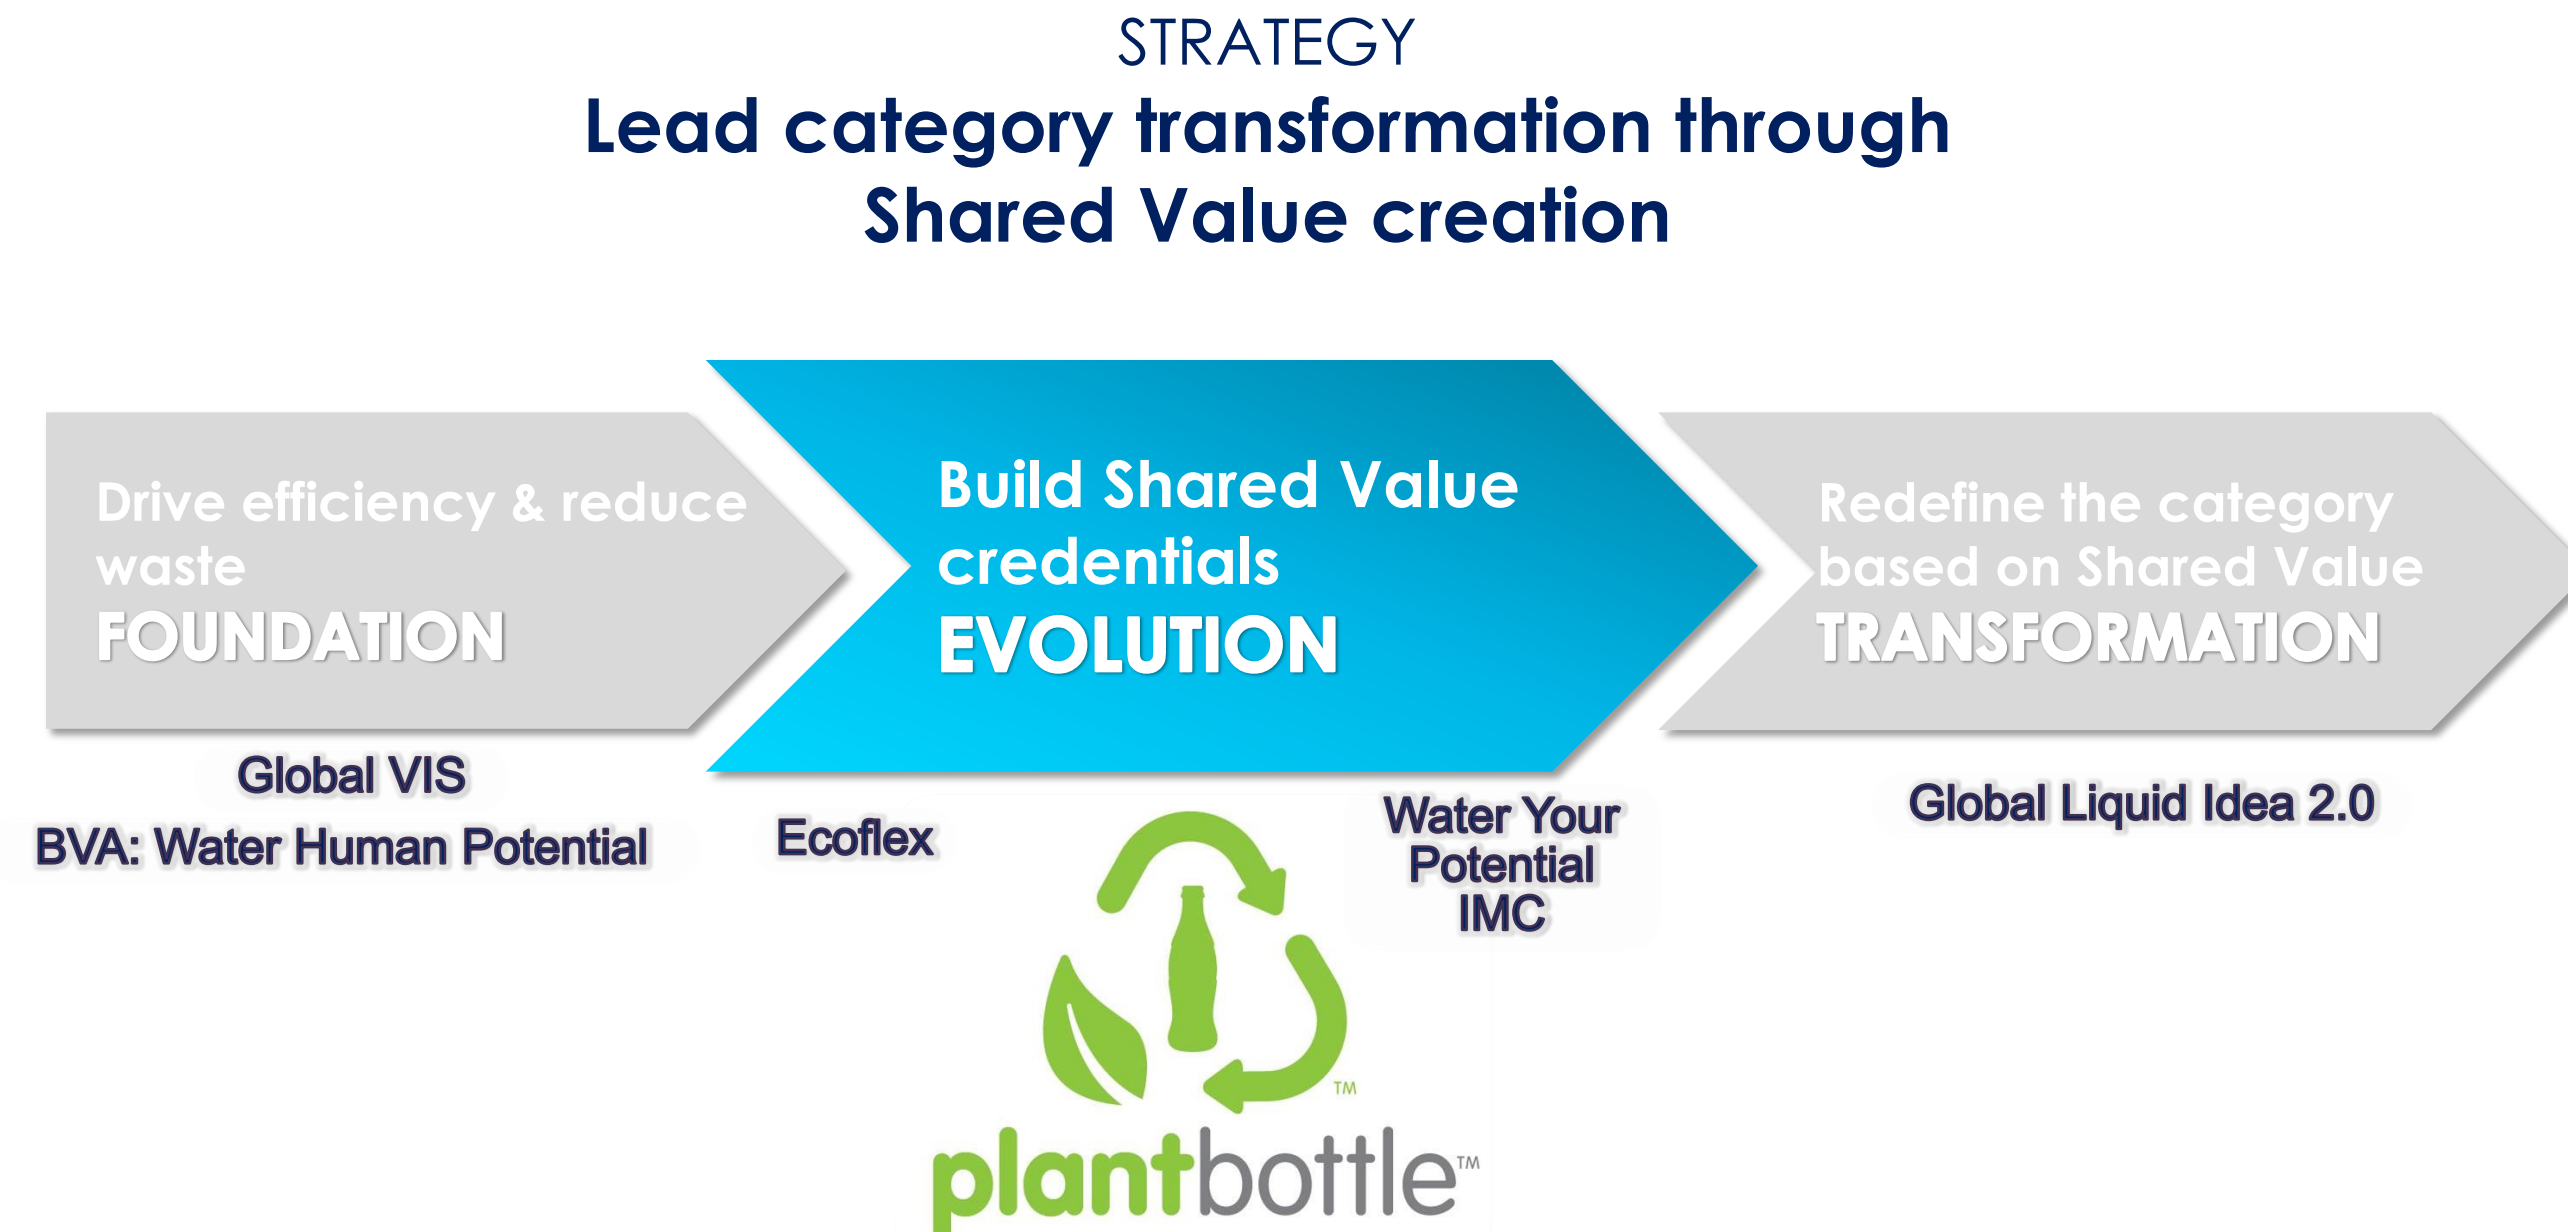 STRATEGY
Lead category transformation through
Shared Value creation
Drive efficiency & reduce
waste
FOUNDATION
Build Shared Value
credentials
EVOLUTION
Redefine the category
based on Shared Value
TRANSFORMATION
Global VIS
BVA: Water Human Potential
Ecoflex
Water Your
Potential
IMC
Global Liquid Idea 2.0
TM
plantbottle™